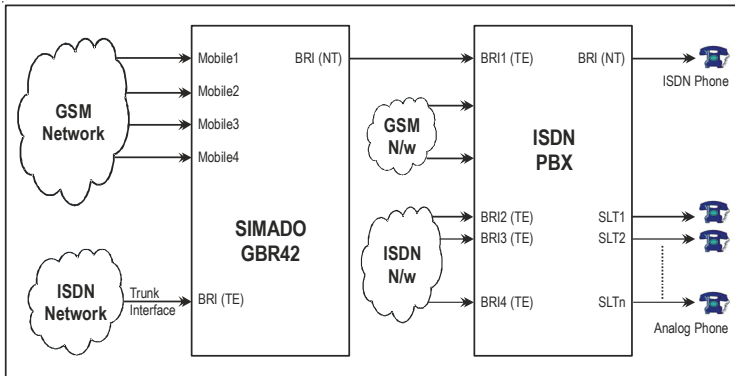 Mobile1
BRI (NT)
BRI1 (TE)
BRI (NT)
ISDN Phone
Mobile2
GSM
Network
Mobile3
Mobile4
GSM
N/w
ISDN
PBX
SIMADO
GBR42
BRI2 (TE)
SLT1
BRI3 (TE)
SLT2
ISDN
N/w
ISDN
Network
Trunk
Interface
BRI (TE)
BRI4 (TE)
SLTn
Analog Phone